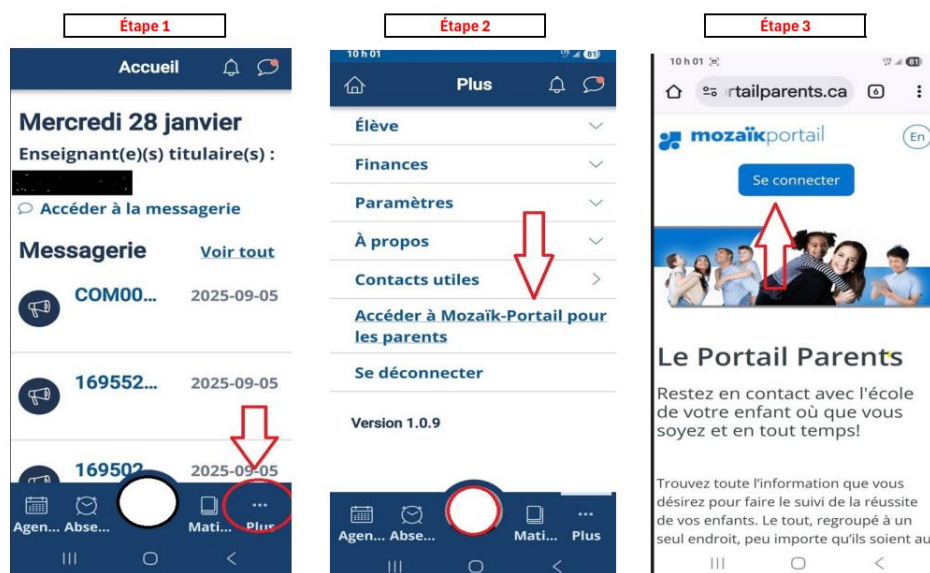 Étape 1
Accueil
Mercredi 28 janvier
Enseignant(e)(s) titulaire(s) :
Accéder à la messagerie
Messagerie Voir tout
COM00... 2025-09-05
169552... 2025-09-05
169502 2025-09-05
Agen... Abse... Mati... Plus
Étape 2
10 h 01 81
Plus
Élève
Finances
Paramètres
À propos
Contacts utiles
Accéder à Mozaïk-Portail pour
les parents
Se déconnecter
Version 1.0.9
Agen... Abse... Mati... Plus
Étape 3
10 h 01 81
rtailparents.ca 6
mozaïkportail En
Se connecter
Le Portail Parents
Restez en contact avec l'école
de votre enfant où que vous
soyez et en tout temps!
Trouvez toute l'information que vous
désirez pour faire le suivi de la réussite
de vos enfants. Le tout, regroupé à un
seul endroit, peu importe qu'ils soient au